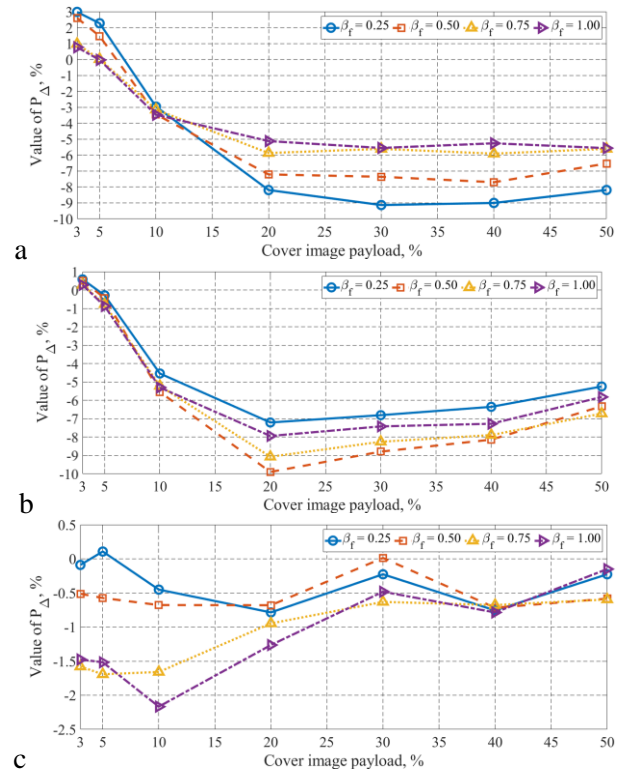 3
2
1
0
-1
-2
-3
-4
-5
-6
-7
-8
-9
-10
Value of P_Δ, %
β_f = 0.25 β_f = 0.50 β_f = 0.75 β_f = 1.00
3 5 10 15 20 25 30 35 40 45 50
Cover image payload, %
a
1
0
-1
-2
-3
-4
-5
-6
-7
-8
-9
-10
Value of P_Δ, %
β_f = 0.25 β_f = 0.50 β_f = 0.75 β_f = 1.00
3 5 10 15 20 25 30 35 40 45 50
Cover image payload, %
b
0.5
0
-0.5
-1
-1.5
-2
-2.5
Value of P_Δ, %
β_f = 0.25 β_f = 0.50 β_f = 0.75 β_f = 1.00
3 5 10 15 20 25 30 35 40 45 50
Cover image payload, %
c